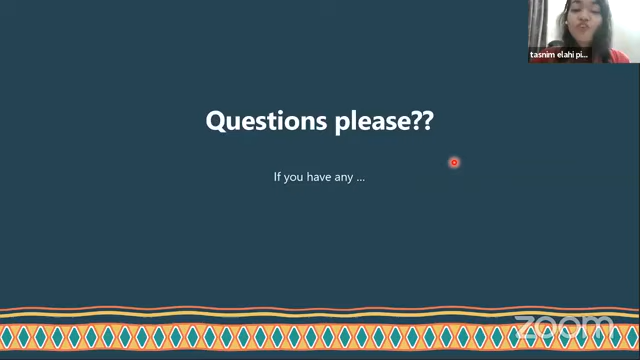 tasnim elahi pi...
Questions please??
If you have any ...
zoom